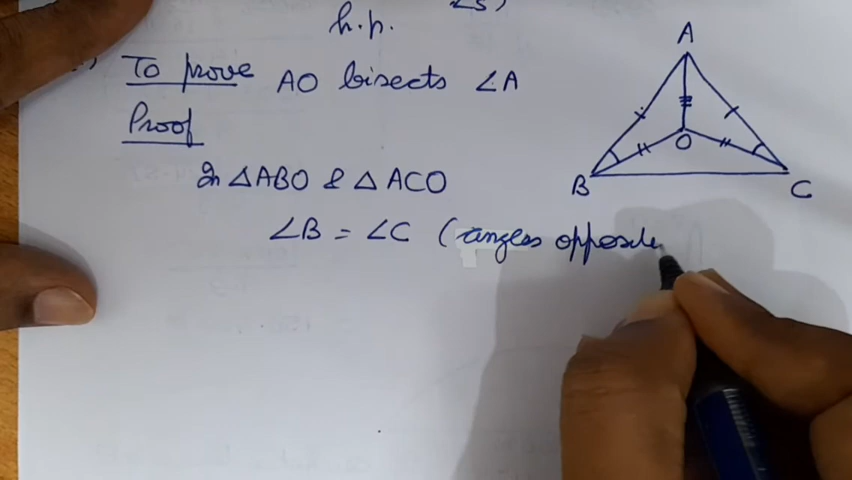 h.p.
To prove AO bisects ∠A
Proof
In △ABO & △ACO
∠B = ∠C (angles opposite
A
O
B
C